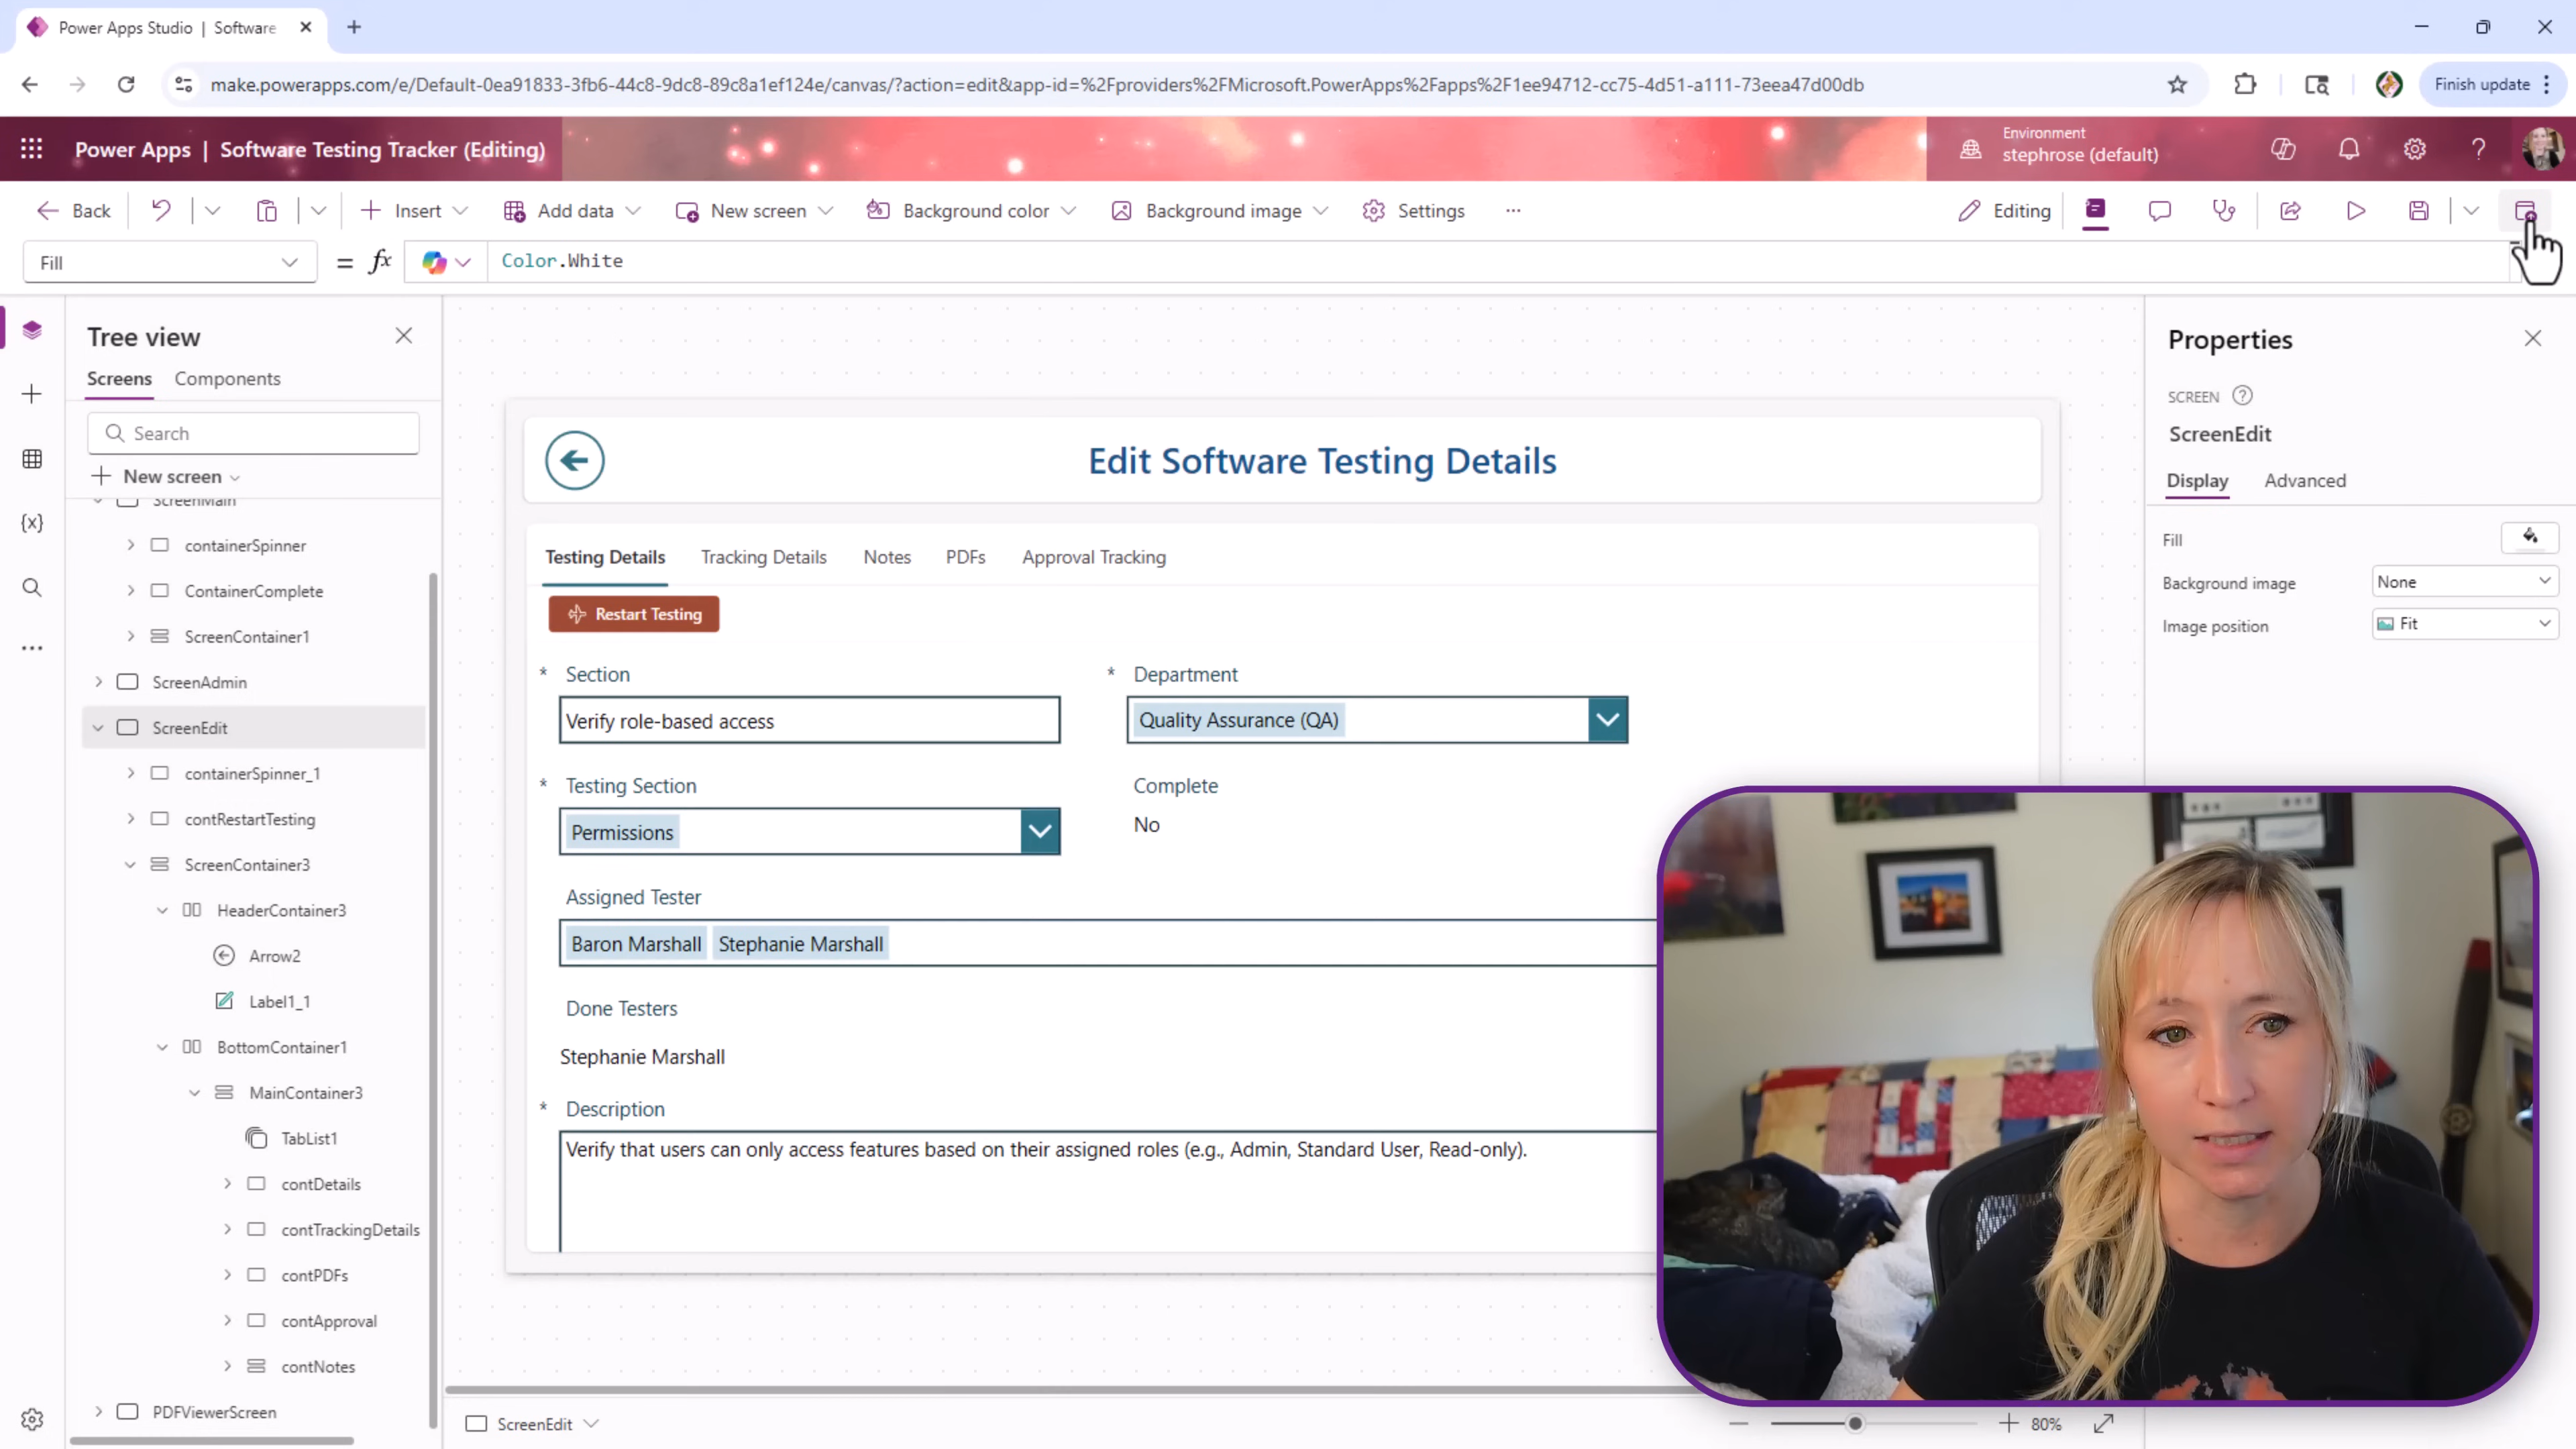 Power Apps Studio | Software
make.powerapps.com/e/Default-0ea91833-3fb6-44c8-9dc8-89c8a1ef124e/canvas/?action=edit&app-id=%2Fproviders%2FMicrosoft.PowerApps%2Fapps%2F1ee94712-cc75-4d51-a111-73eea47d00db
Finish update
Power Apps | Software Testing Tracker (Editing)
Environment
stephrose (default)
Back
Insert
Add data
New screen
Background color
Background image
Settings
Editing
Fill
= fx
Color.White
Tree view
Screens
Components
Search
New screen
ScreenMain
containerSpinner
ContainerComplete
ScreenContainer1
ScreenAdmin
ScreenEdit
containerSpinner_1
contRestartTesting
ScreenContainer3
HeaderContainer3
Arrow2
Label1_1
BottomContainer1
MainContainer3
TabList1
contDetails
contTrackingDetails
contPDFs
contApproval
contNotes
PDFViewerScreen
Edit Software Testing Details
Testing Details
Tracking Details
Notes
PDFs
Approval Tracking
Restart Testing
* Section
Verify role-based access
* Department
Quality Assurance (QA)
* Testing Section
Permissions
Complete
No
Assigned Tester
Baron Marshall
Stephanie Marshall
Done Testers
Stephanie Marshall
* Description
Verify that users can only access features based on their assigned roles (e.g., Admin, Standard User, Read-only).
ScreenEdit
80%
Properties
SCREEN
ScreenEdit
Display
Advanced
Fill
Background image
None
Image position
Fit